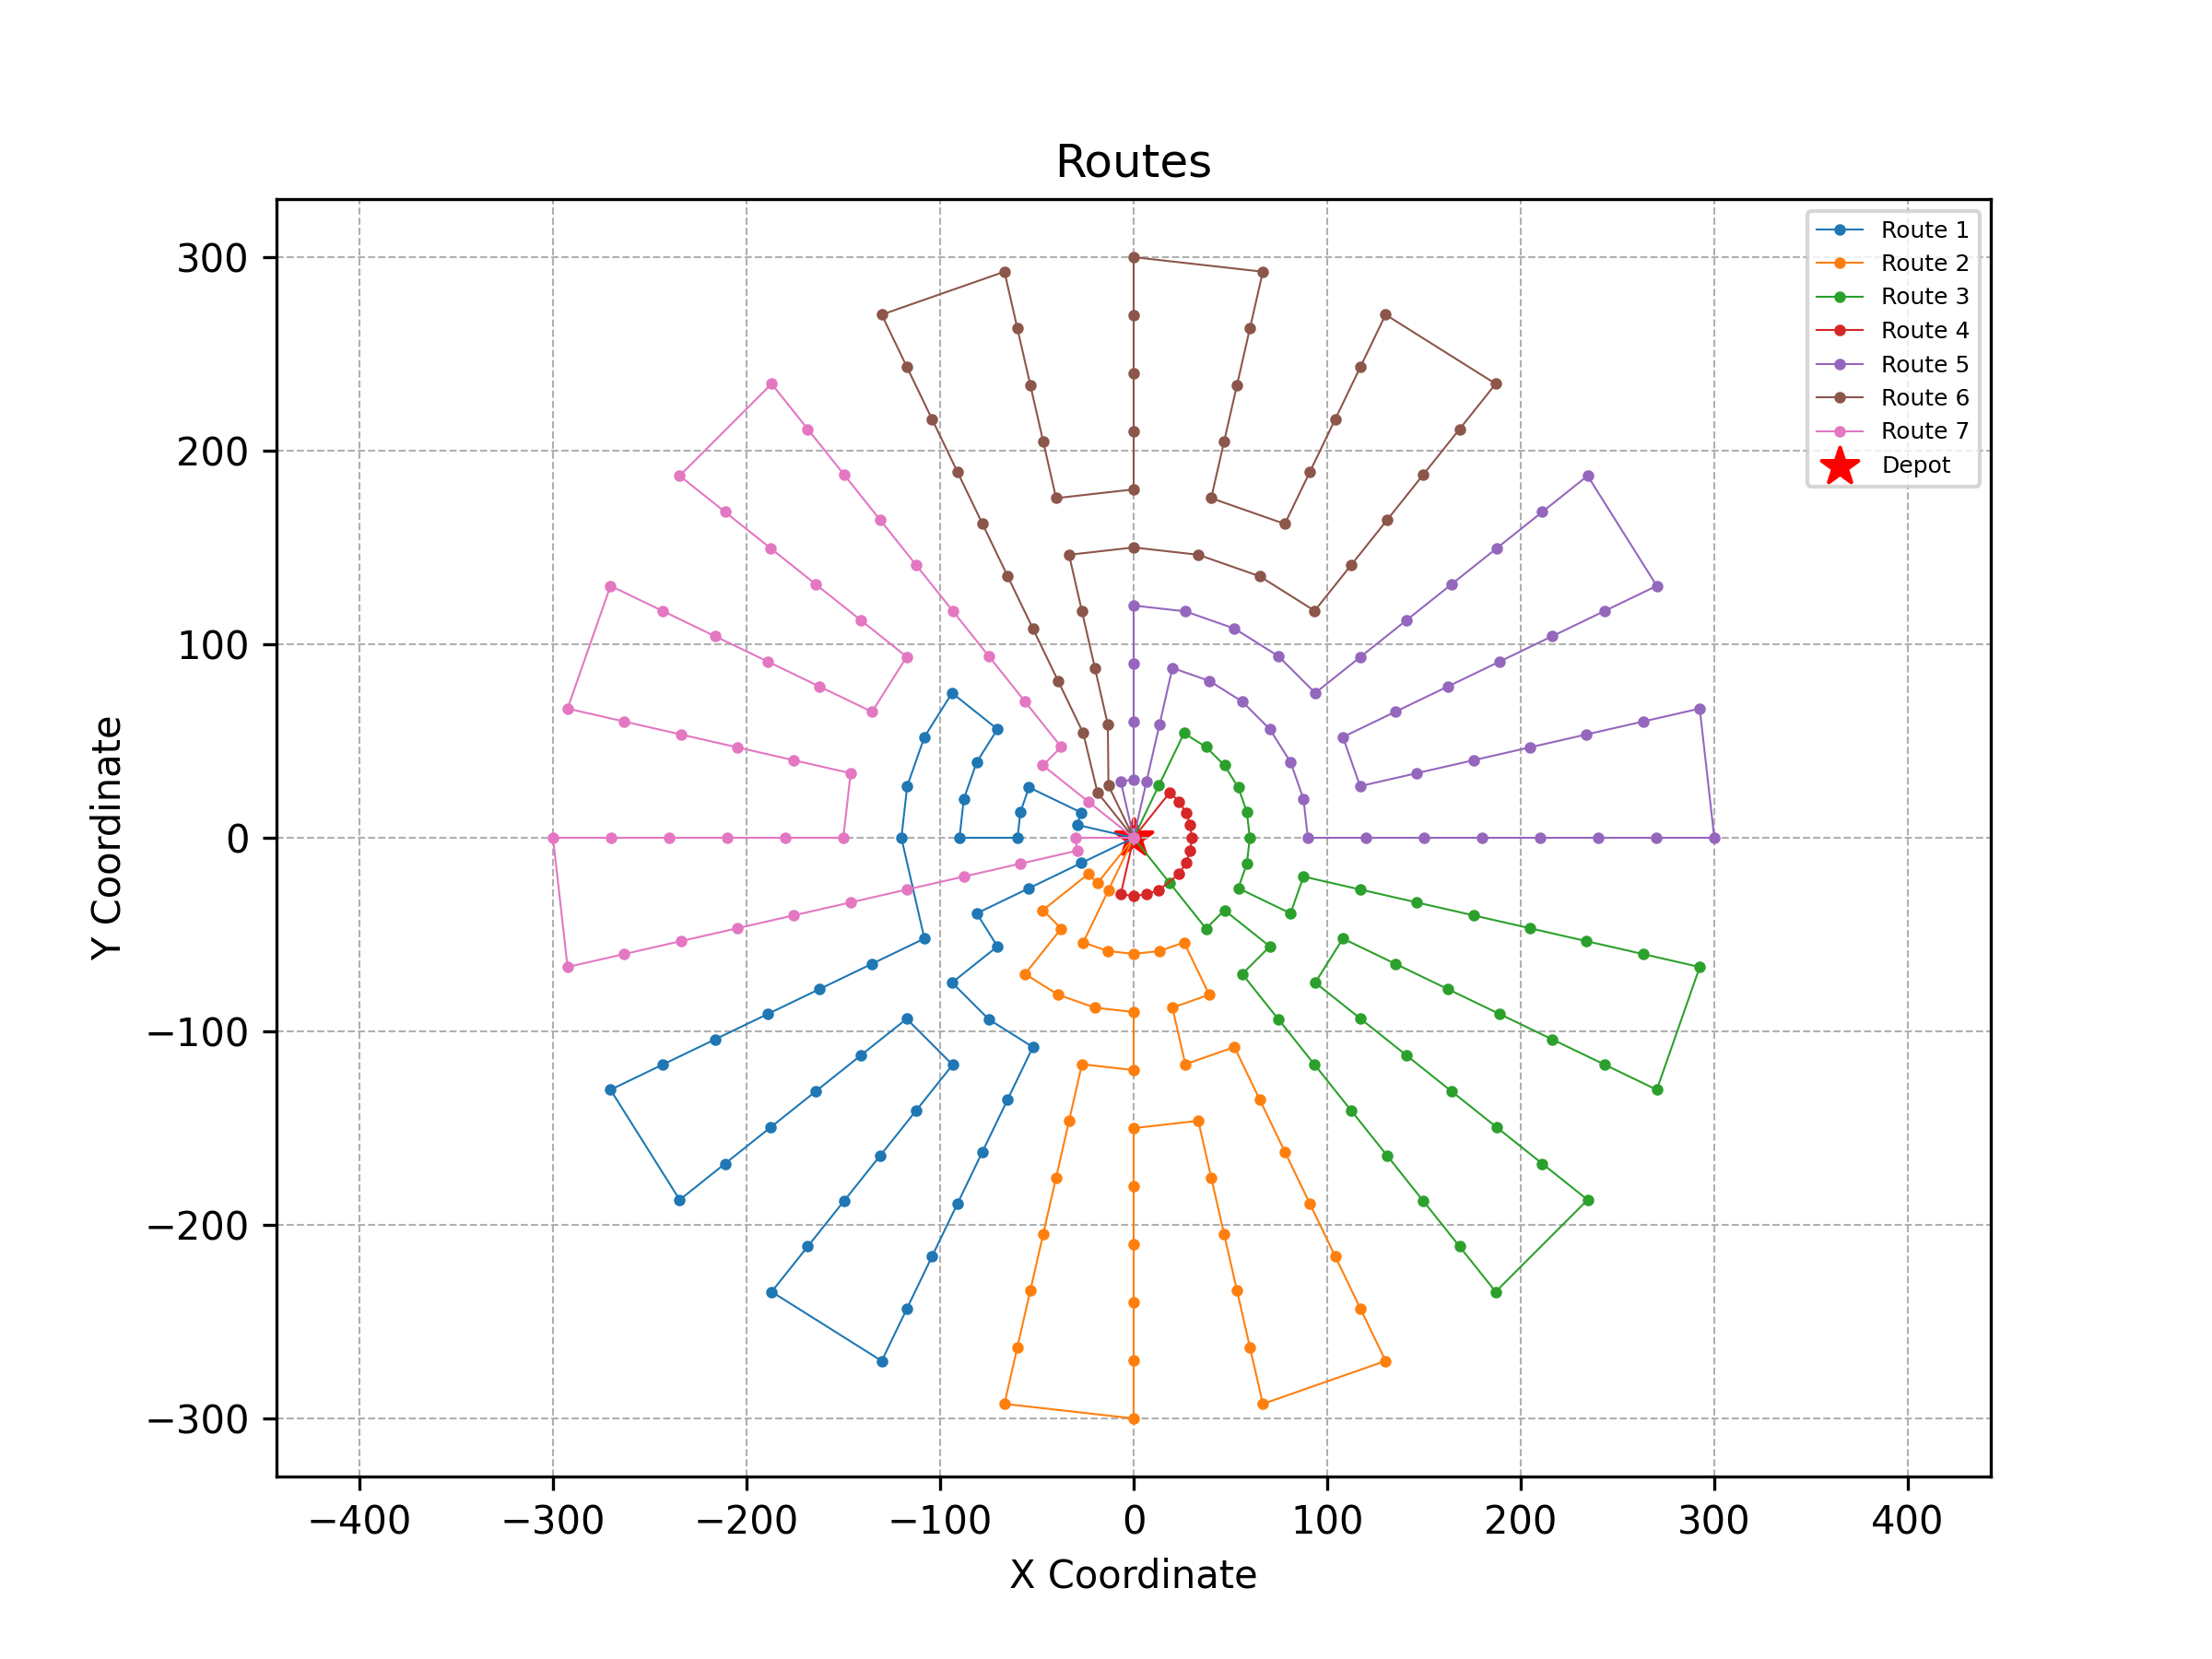 Routes
Route 1
Route 2
Route 3
Route 4
Route 5
Route 6
Route 7
Depot
Y Coordinate
300
200
100
0
−100
−200
−300
−400 −300 −200 −100 0 100 200 300 400
X Coordinate